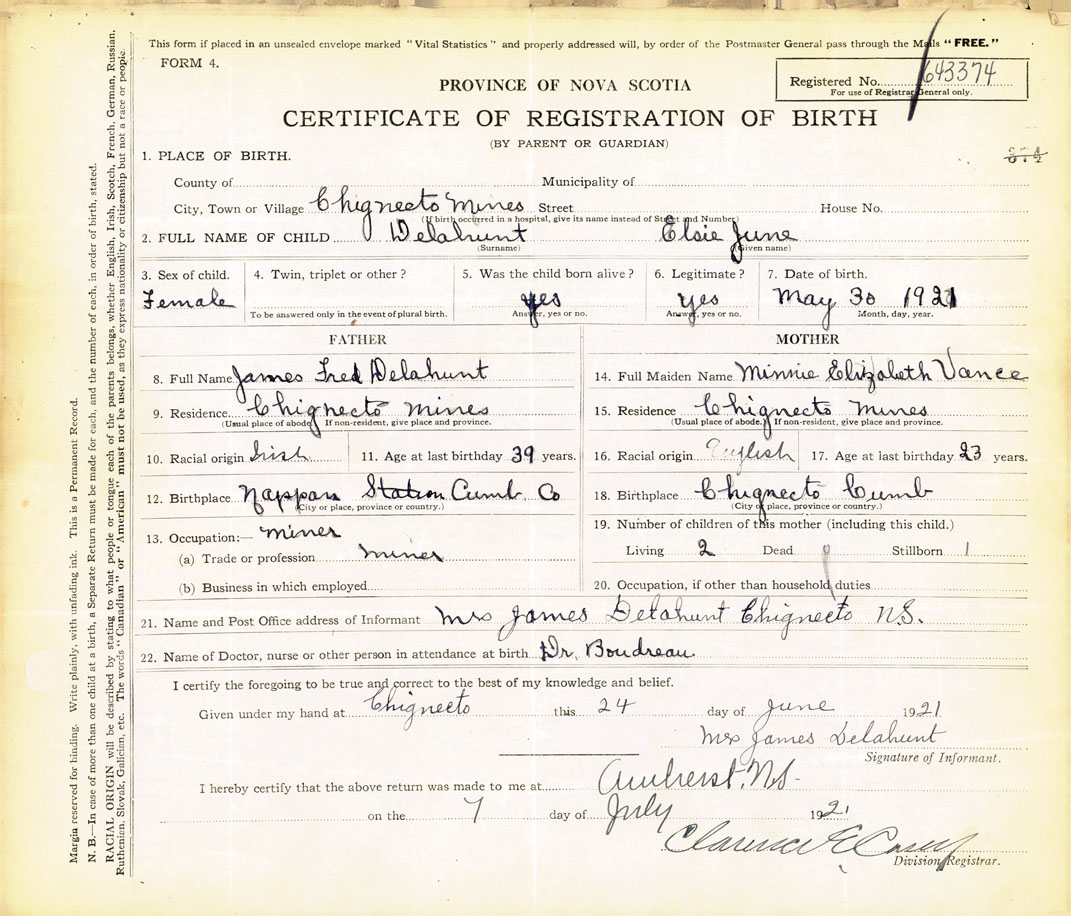 This form if placed in an unsealed envelope marked "Vital Statistics" and properly addressed will, by order of the Postmaster General pass through the Mails "FREE."
FORM 4.
Registered No. 643374
For use of Registrar General only.
PROVINCE OF NOVA SCOTIA
CERTIFICATE OF REGISTRATION OF BIRTH
(BY PARENT OR GUARDIAN)
1. PLACE OF BIRTH.
County of Municipality of
City, Town or Village Chignecto Mines Street House No.
(If birth occurred in a hospital, give its name instead of Street and Number)
2. FULL NAME OF CHILD Delahunt Elsie June
(Surname) (Given name)
3. Sex of child. 4. Twin, triplet or other? 5. Was the child born alive? 6. Legitimate? 7. Date of birth.
Female yes yes May 30 1921
To be answered only in the event of plural birth. Answer, yes or no. Answer, yes or no. Month, day, year.
FATHER MOTHER
8. Full Name James Fred Delahunt 14. Full Maiden Name Minnie Elizabeth Vance
9. Residence Chignecto Mines 15. Residence Chignecto Mines
(Usual place of abode. If non-resident, give place and province. (Usual place of abode. If non-resident, give place and province.
10. Racial origin Irish 11. Age at last birthday 39 years. 16. Racial origin English 17. Age at last birthday 23 years.
12. Birthplace Nappan Station Cumb Co 18. Birthplace Chignecto Cumb
(City or place, province or country.) (City or place, province or country.)
13. Occupation:— Miner 19. Number of children of this mother (including this child.)
(a) Trade or profession Miner Living 2 Dead Stillborn 1
(b) Business in which employed 20. Occupation, if other than household duties
21. Name and Post Office address of Informant Mrs James Delahunt Chignecto N.S.
22. Name of Doctor, nurse or other person in attendance at birth Dr. Boudreau
I certify the foregoing to be true and correct to the best of my knowledge and belief.
Given under my hand at Chignecto this 24 day of June 1921
Mrs James Delahunt
Signature of Informant.
I hereby certify that the above return was made to me at Amherst, N.S.
on the 7 day of July 1921
Clarence E Casey
Division Registrar.
Margin reserved for binding. Write plainly, with unfading ink. This is a Permanent Record.
N. B.—In case of more than one child at a birth, a Separate Return must be made for each, and the number of each, in order of birth, stated.
RACIAL ORIGIN will be described by stating to what people or tongue each of the parents belongs, whether English, Irish, Scotch, French, German, Russian,
Ruthenian, Slovak, Galician, etc. The words "Canadian" or "American" must not be used, as they express nationality or citizenship but not a race or people.